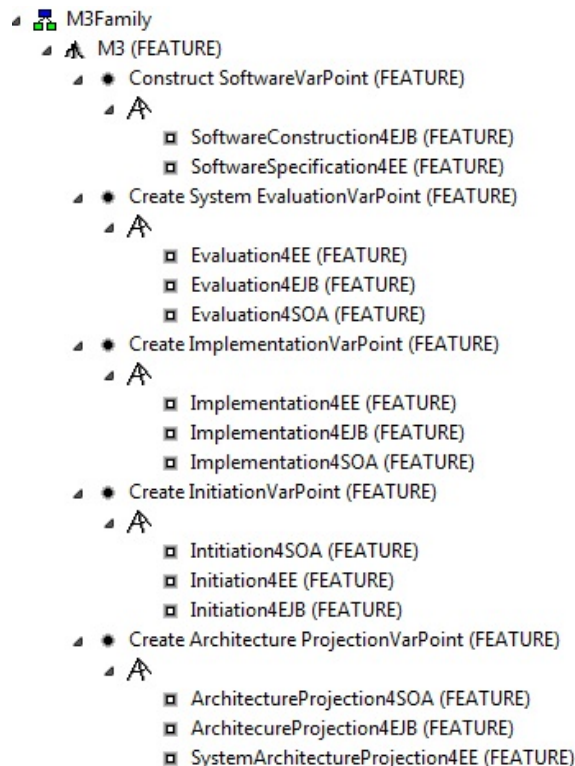 M3Family
M3 (FEATURE)
Construct SoftwareVarPoint (FEATURE)
SoftwareConstruction4EJB (FEATURE)
SoftwareSpecification4EE (FEATURE)
Create System EvaluationVarPoint (FEATURE)
Evaluation4EE (FEATURE)
Evaluation4EJB (FEATURE)
Evaluation4SOA (FEATURE)
Create ImplementationVarPoint (FEATURE)
Implementation4EE (FEATURE)
Implementation4EJB (FEATURE)
Implementation4SOA (FEATURE)
Create InitiationVarPoint (FEATURE)
Intitiation4SOA (FEATURE)
Initiation4EE (FEATURE)
Initiation4EJB (FEATURE)
Create Architecture ProjectionVarPoint (FEATURE)
ArchitectureProjection4SOA (FEATURE)
ArchitecureProjection4EJB (FEATURE)
SystemArchitectureProjection4EE (FEATURE)